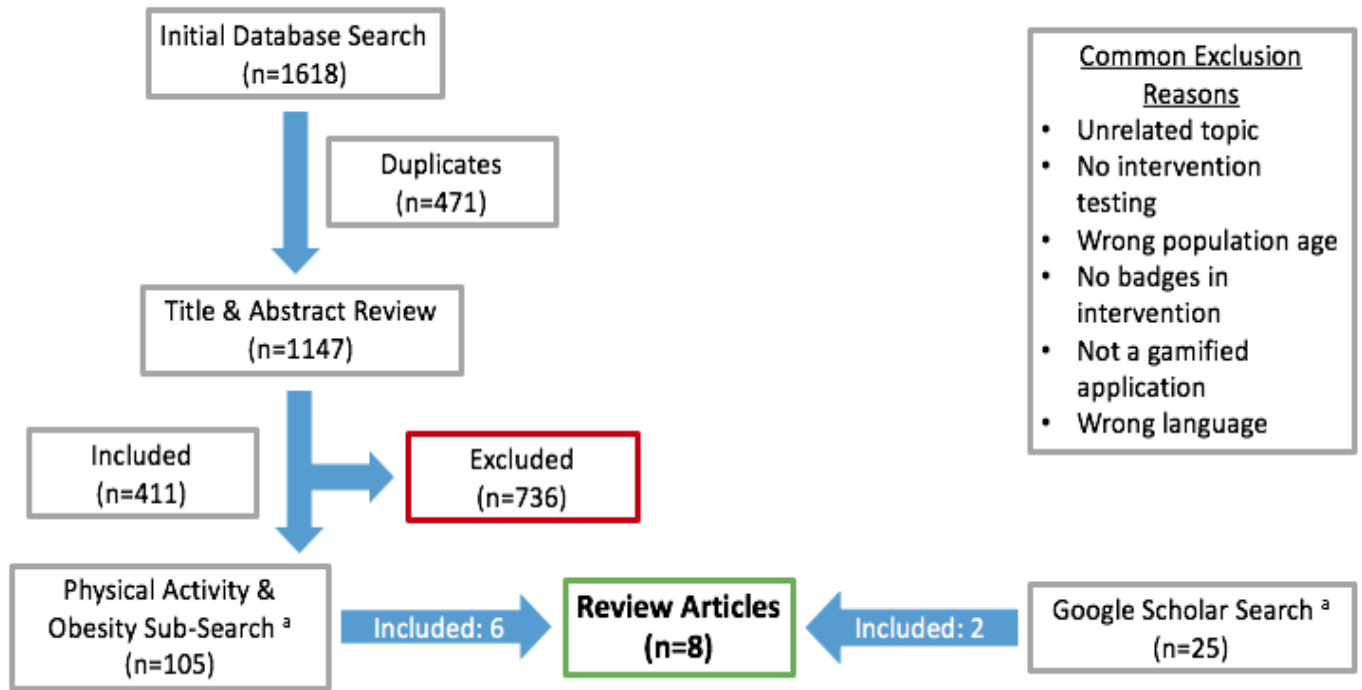 Initial Database Search
(n=1618)
Duplicates
(n=471)
Title & Abstract Review
(n=1147)
Included
(n=411)
Excluded
(n=736)
Physical Activity &
Obesity Sub-Search ᵃ
(n=105)
Included: 6
Review Articles
(n=8)
Included: 2
Google Scholar Search ᵃ
(n=25)
Common Exclusion
Reasons
• Unrelated topic
• No intervention
testing
• Wrong population age
• No badges in
intervention
• Not a gamified
application
• Wrong language